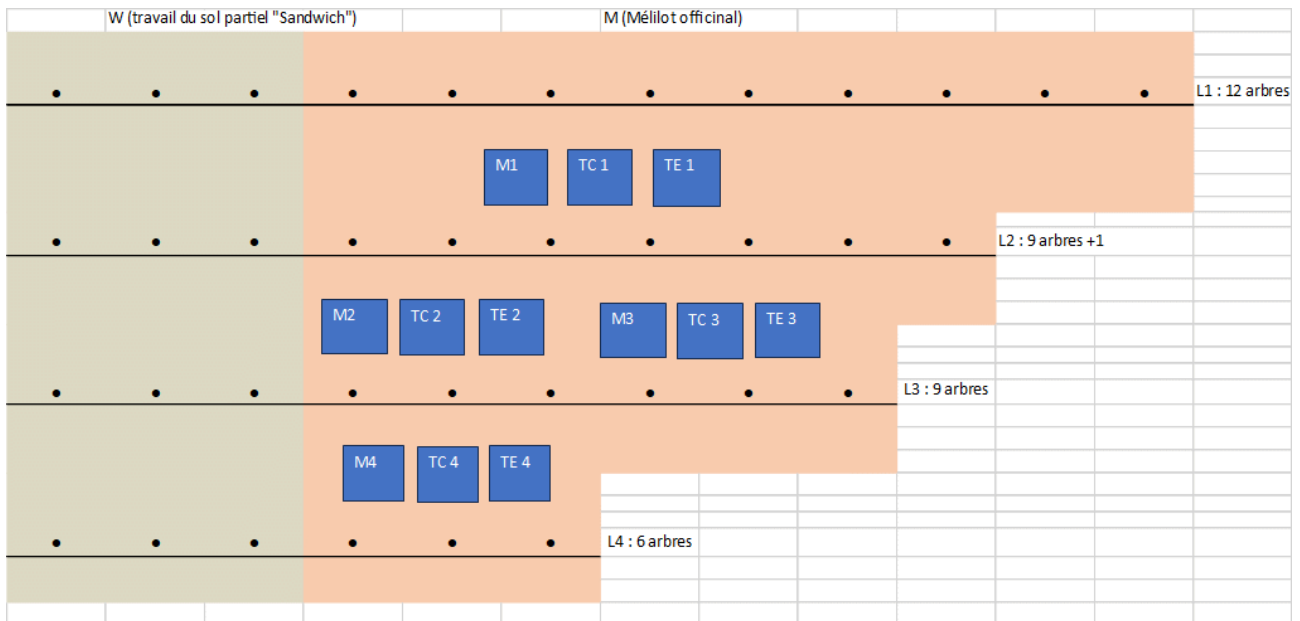 W (travail du sol partiel "Sandwich") M (Mélilot officinal)
L1 : 12 arbres
M1 TC 1 TE 1
L2 : 9 arbres +1
M2 TC 2 TE 2 M3 TC 3 TE 3
L3 : 9 arbres
M4 TC 4 TE 4
L4 : 6 arbres